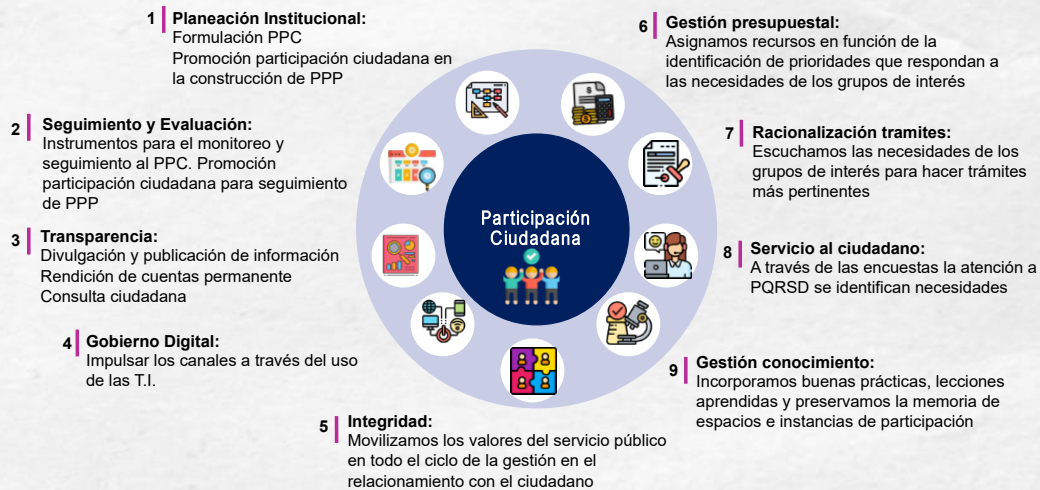 1 Planeación Institucional:
Formulación PPC
Promoción participación ciudadana en
la construcción de PPP
2 Seguimiento y Evaluación:
Instrumentos para el monitoreo y
seguimiento al PPC. Promoción
participación ciudadana para seguimiento
de PPP
3 Transparencia:
Divulgación y publicación de información
Rendición de cuentas permanente
Consulta ciudadana
4 Gobierno Digital:
Impulsar los canales a través del uso
de las T.I.
5 Integridad:
Movilizamos los valores del servicio público
en todo el ciclo de la gestión en el
relacionamiento con el ciudadano
Participación
Ciudadana
6 Gestión presupuestal:
Asignamos recursos en función de la
identificación de prioridades que respondan a
las necesidades de los grupos de interés
7 Racionalización tramites:
Escuchamos las necesidades de los
grupos de interés para hacer trámites
más pertinentes
8 Servicio al ciudadano:
A través de las encuestas la atención a
PQRSD se identifican necesidades
9 Gestión conocimiento:
Incorporamos buenas prácticas, lecciones
aprendidas y preservamos la memoria de
espacios e instancias de participación